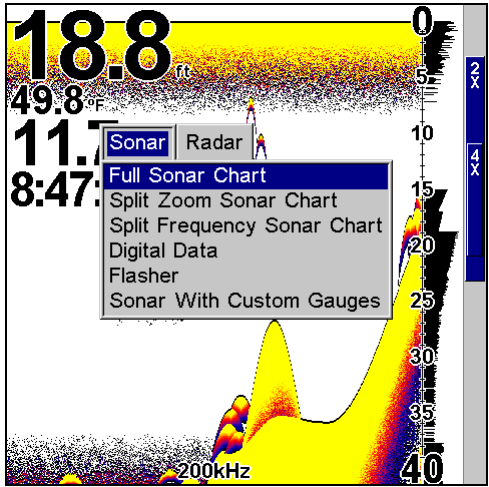 18.8 ft
49.8 °F
11.7
8:47:
Sonar Radar
Full Sonar Chart
Split Zoom Sonar Chart
Split Frequency Sonar Chart
Digital Data
Flasher
Sonar With Custom Gauges
0
5
10
15
20
25
30
35
40
2X
4X
200kHz